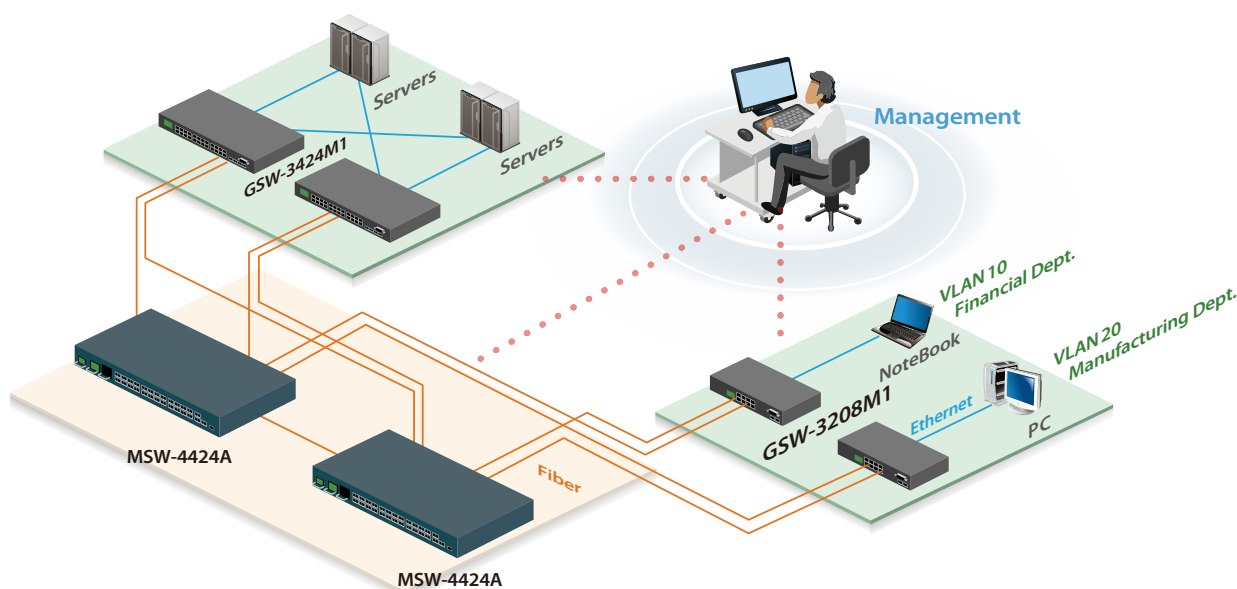 Servers
Servers
GSW-3424M1
Management
VLAN 10
Financial Dept.
VLAN 20
Manufacturing Dept.
NoteBook
GSW-3208M1
Ethernet
PC
MSW-4424A
Fiber
MSW-4424A